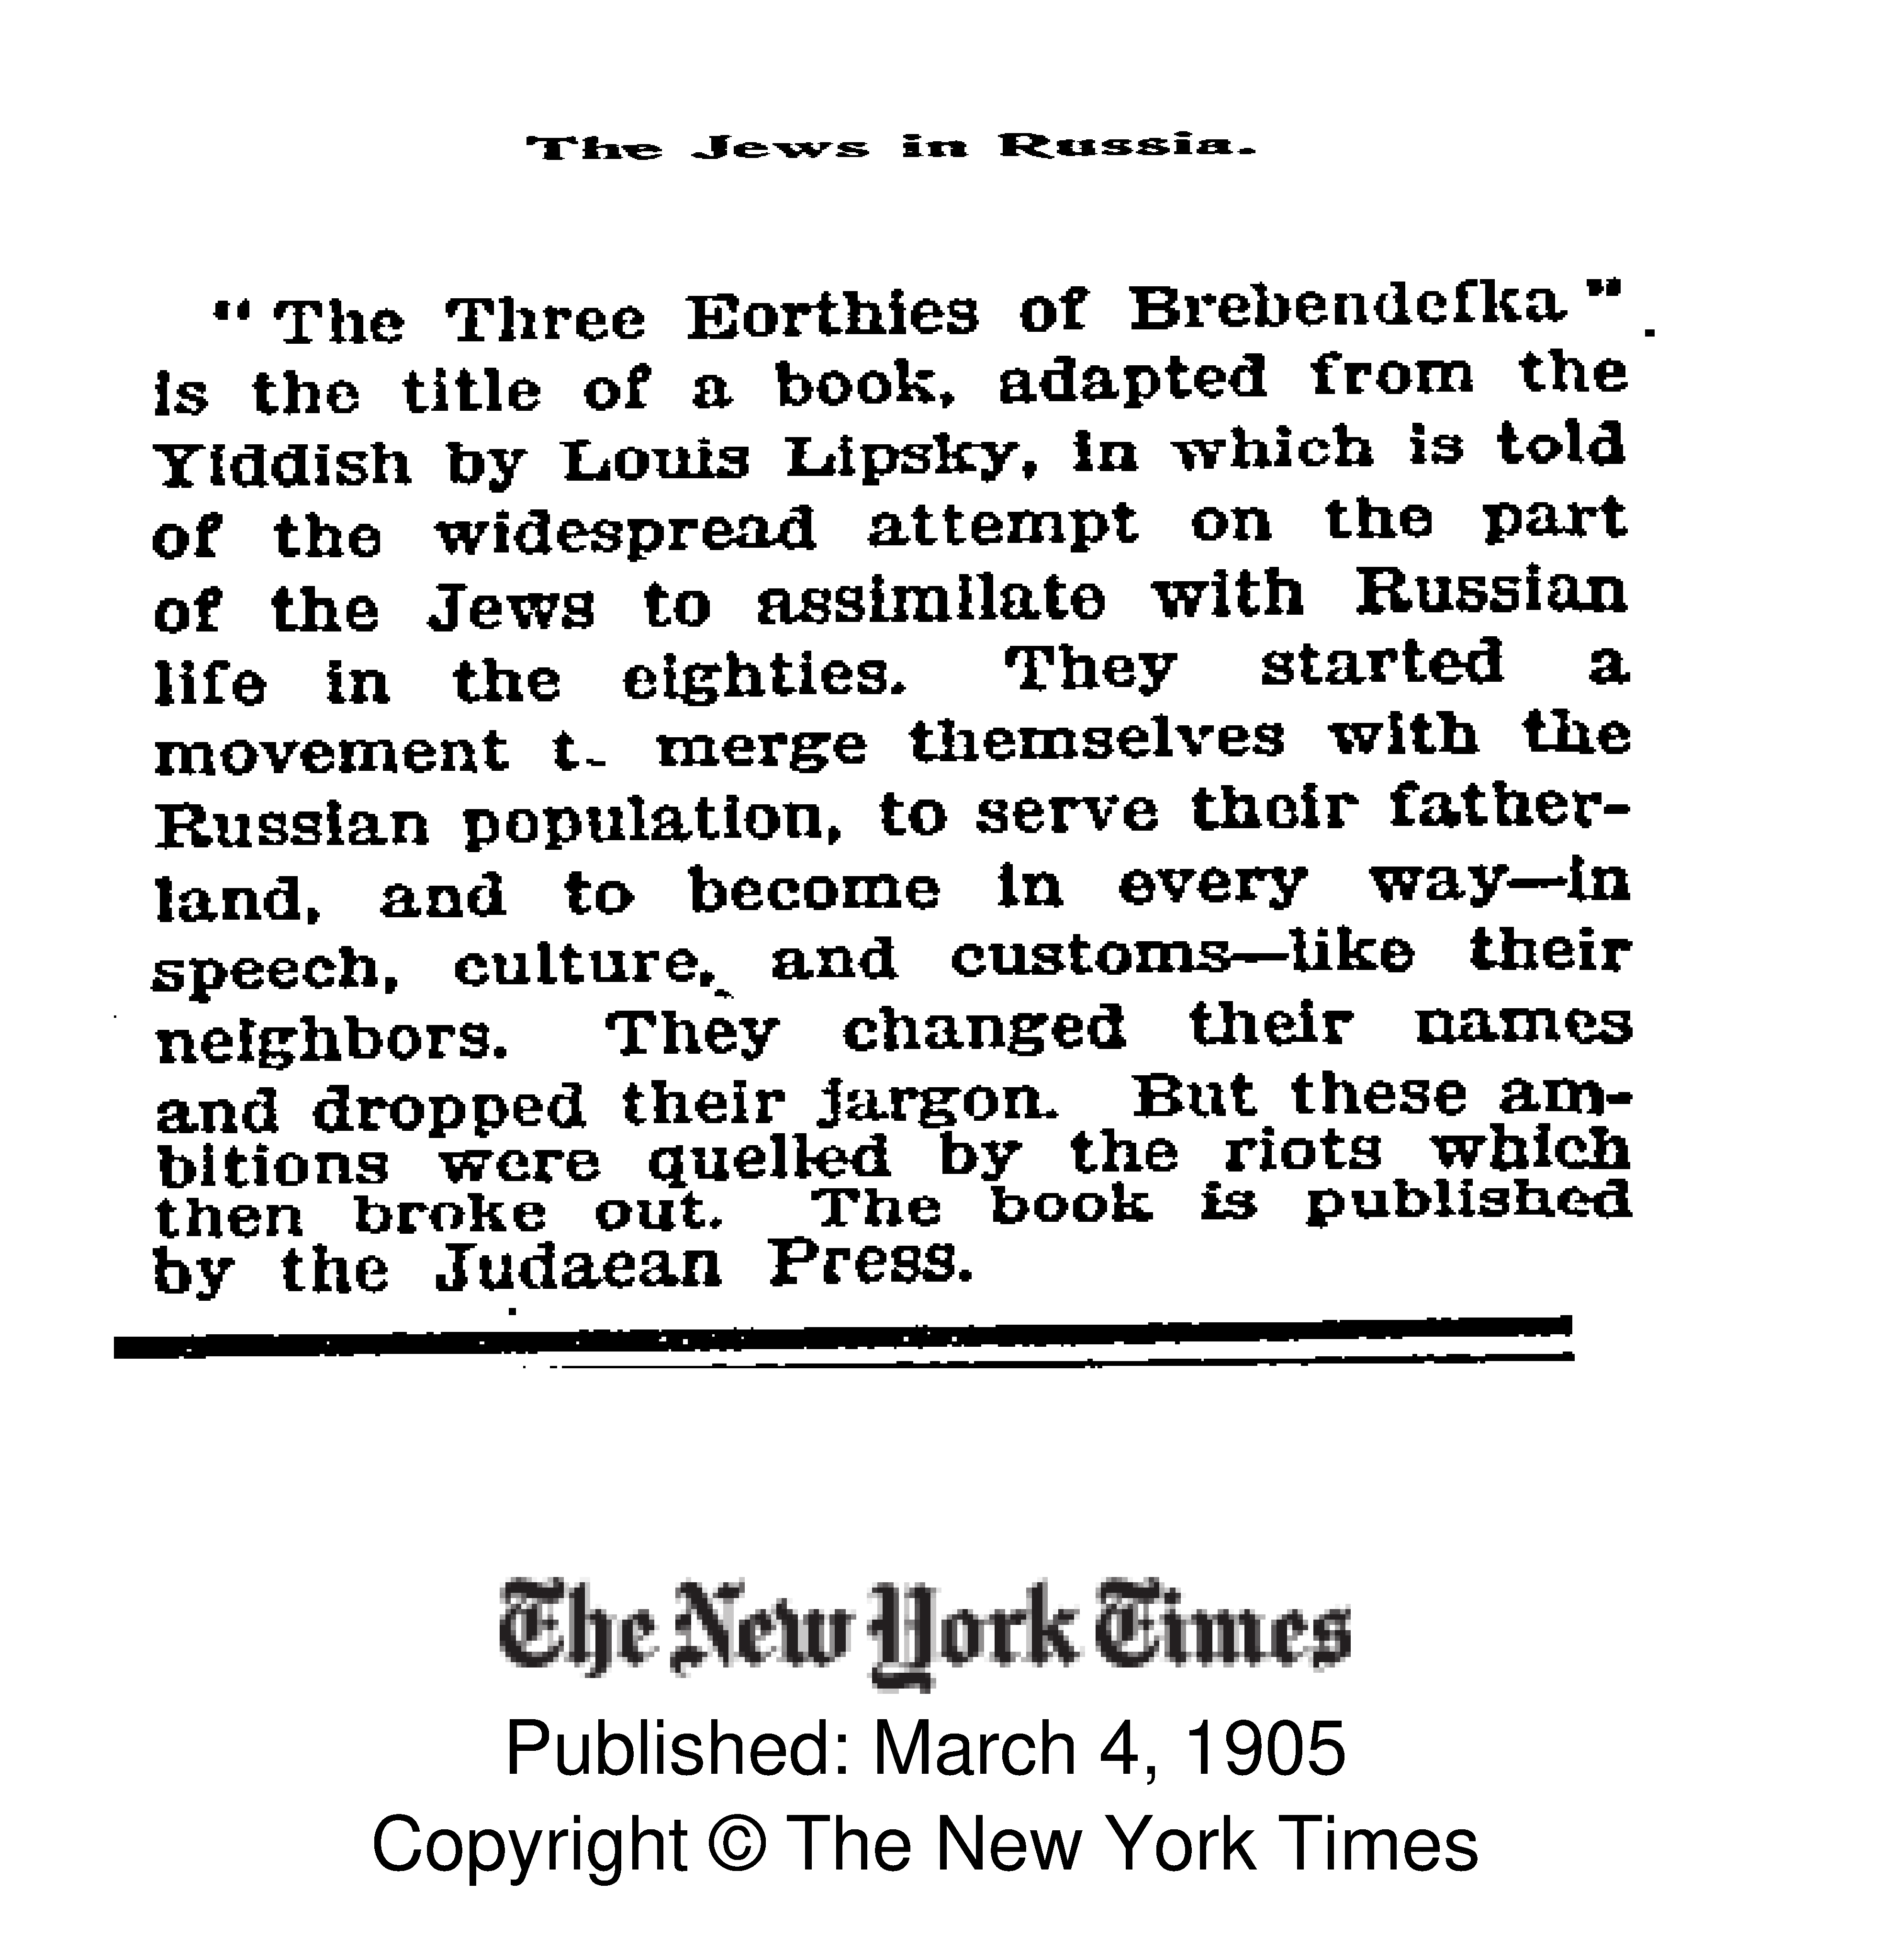 The Jews in Russia.
" The Three Eorthies of Brebendefka "
is the title of a book, adapted from the
Yiddish by Louis Lipsky, in which is told
of the widespread attempt on the part
of the Jews to assimilate with Russian
life in the eighties. They started a
movement t_ merge themselves with the
Russian population, to serve their father-
land, and to become in every way—in
speech, culture, and customs—like their
neighbors. They changed their names
and dropped their jargon. But these am-
bitions were quelled by the riots which
then broke out. The book is published
by the Judaean Press.
The New York Times
Published: March 4, 1905
Copyright © The New York Times